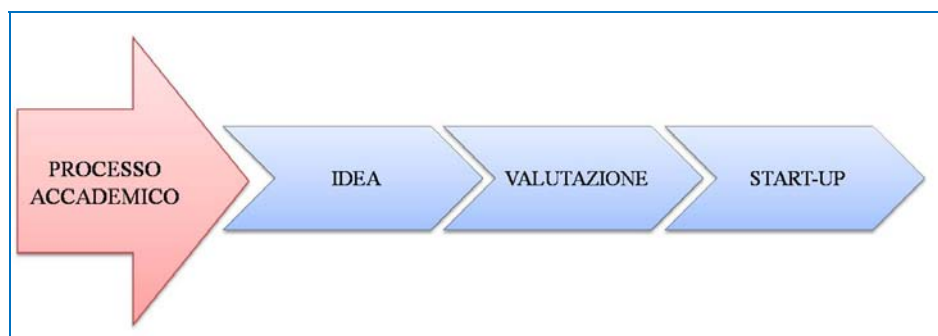 PROCESSO
ACCADEMICO
IDEA
VALUTAZIONE
START-UP